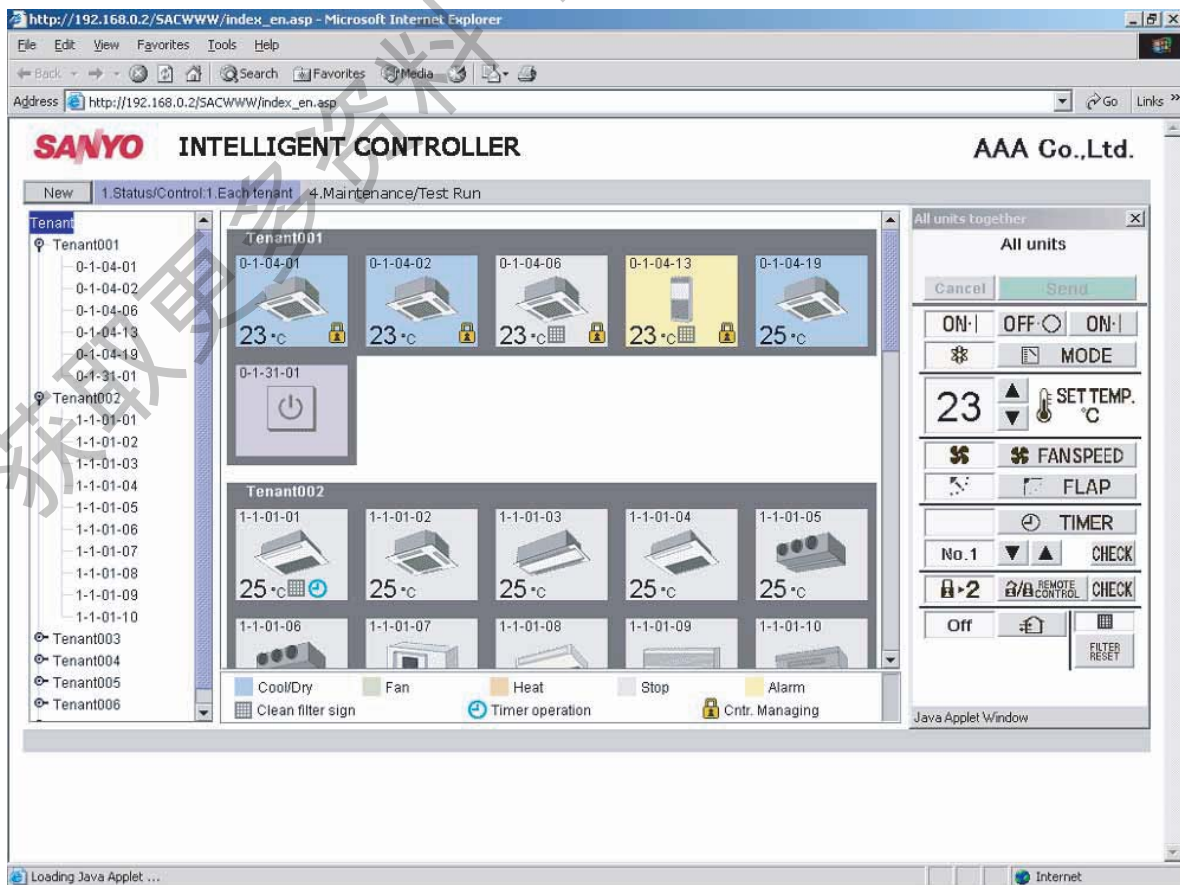 http://192.168.0.2/SACWWW/index_en.asp - Microsoft Internet Explorer
File Edit View Favorites Tools Help
Back Search Favorites Media
Address http://192.168.0.2/SACWWW/index_en.asp Go Links »
SANYO INTELLIGENT CONTROLLER AAA Co.,Ltd.
New 1.Status/Control:1.Each tenant 4.Maintenance/Test Run
Tenant
Tenant001
0-1-04-01
0-1-04-02
0-1-04-06
0-1-04-13
0-1-04-19
0-1-31-01
Tenant002
1-1-01-01
1-1-01-02
1-1-01-03
1-1-01-04
1-1-01-05
1-1-01-06
1-1-01-07
1-1-01-08
1-1-01-09
1-1-01-10
Tenant003
Tenant004
Tenant005
Tenant006
Tenant001
0-1-04-01 0-1-04-02 0-1-04-06 0-1-04-13 0-1-04-19
23 °C 23 °C 23 °C 23 °C 25 °C
0-1-31-01
Tenant002
1-1-01-01 1-1-01-02 1-1-01-03 1-1-01-04 1-1-01-05
25 °C 25 °C 25 °C 25 °C 25 °C
1-1-01-06 1-1-01-07 1-1-01-08 1-1-01-09 1-1-01-10
Cool/Dry Fan Heat Stop Alarm
Clean filter sign Timer operation Cntr. Managing
All units together
All units
Cancel Send
ON·| OFF·○ ON·|
MODE
23 SET TEMP. °C
FAN SPEED
FLAP
TIMER
No.1 ▼ ▲ CHECK
2 REMOTE CONTROL CHECK
Off
FILTER RESET
Java Applet Window
Loading Java Applet ... Internet
获取更多资料